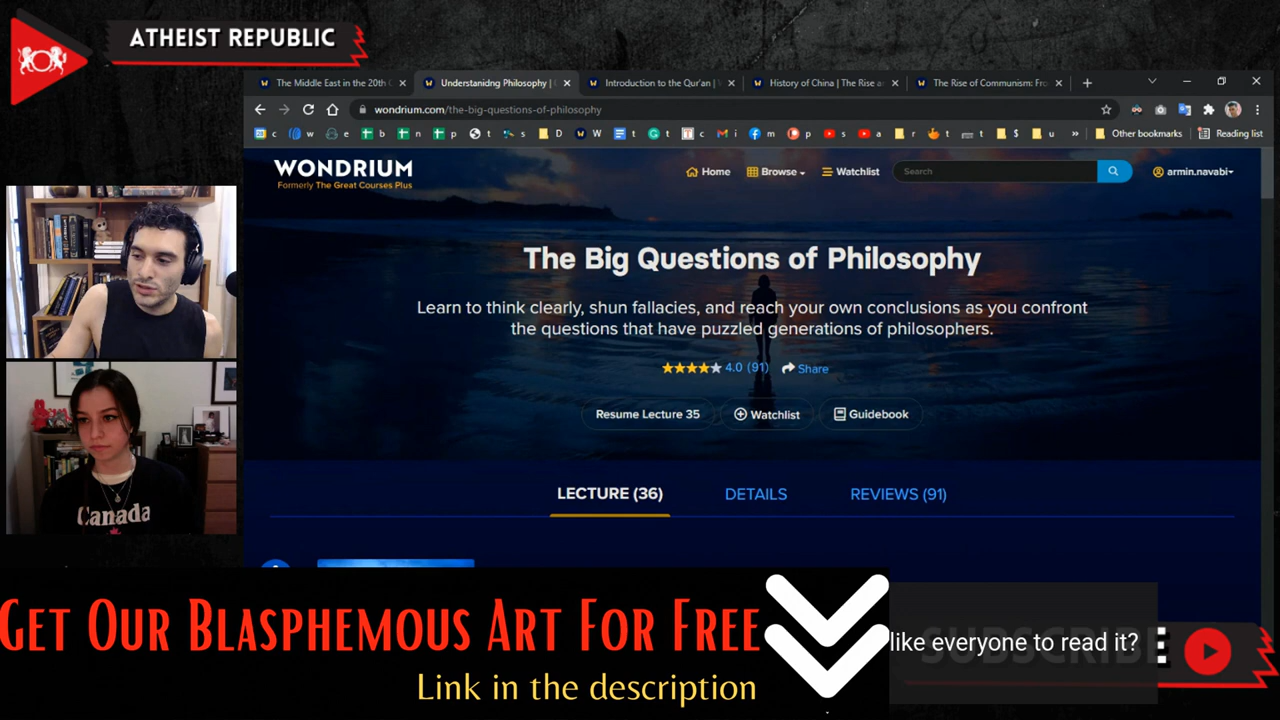 ATHEIST REPUBLIC
The Middle East in the 20th C
Understanidng Philosophy |
Introduction to the Qur'an | W
History of China | The Rise a
The Rise of Communism: Fro
wondrium.com/the-big-questions-of-philosophy
c w e b n p t s D W t t c i m p s a r t t $ u » Other bookmarks Reading list
WONDRIUM
Formerly The Great Courses Plus
Home Browse Watchlist Search armin.navabi
The Big Questions of Philosophy
Learn to think clearly, shun fallacies, and reach your own conclusions as you confront
the questions that have puzzled generations of philosophers.
4.0 (91) Share
Resume Lecture 35 Watchlist Guidebook
LECTURE (36) DETAILS REVIEWS (91)
Canada
GET OUR BLASPHEMOUS ART FOR FREE
Link in the description
like everyone to read it?
SUBSCRIBE